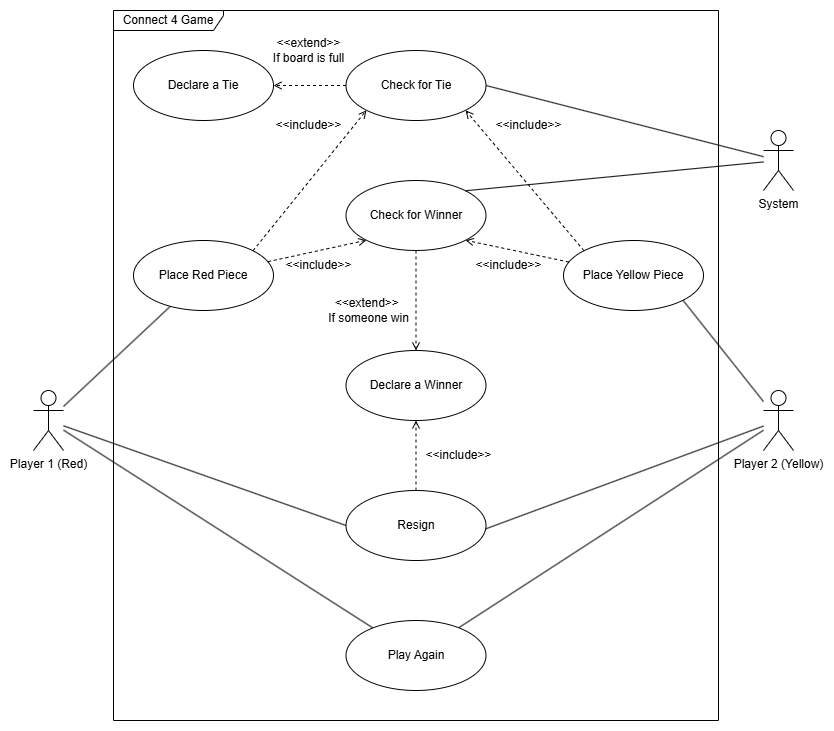 Connect 4 Game
<<extend>>
If board is full
Declare a Tie
Check for Tie
<<include>>
<<include>>
System
Check for Winner
Place Red Piece
<<include>>
<<include>>
Place Yellow Piece
<<extend>>
If someone win
Declare a Winner
Player 1 (Red)
<<include>>
Player 2 (Yellow)
Resign
Play Again